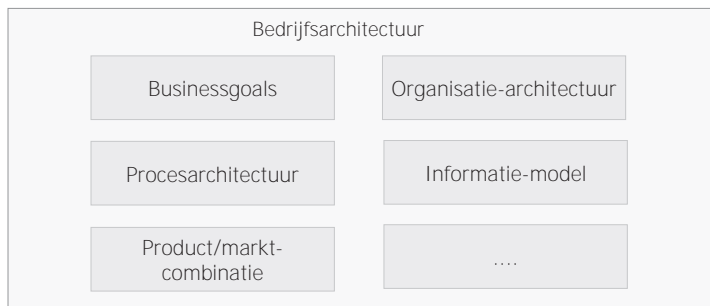 Bedrijfsarchitectuur
Businessgoals
Organisatie-architectuur
Procesarchitectuur
Informatie-model
Product/markt-
combinatie
....